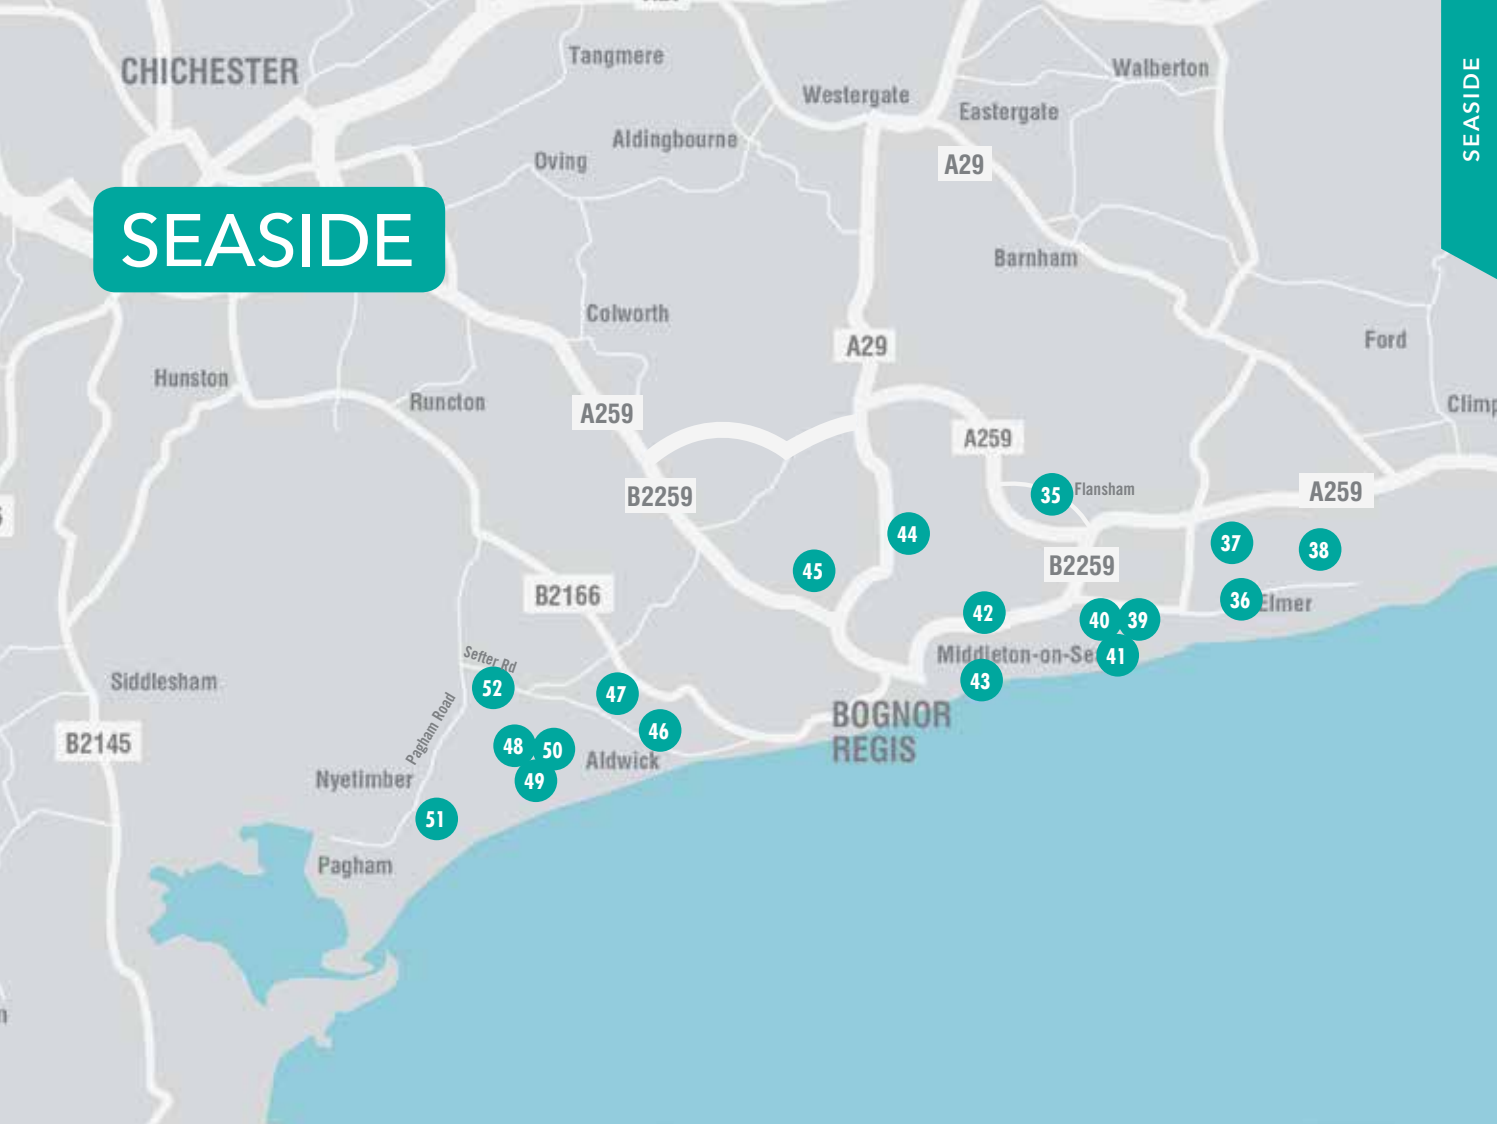 CHICHESTER
Tangmere
Walberton
SEASIDE
Westergate
Eastergate
Aldingbourne
Oving
A29
SEASIDE
Barnham
Colworth
A29
Ford
Hunston
Runcton
A259
A259
B2259
35
Flansham
A259
44
37
38
45
B2259
B2166
36
Elmer
42
40
39
Sefter Rd
Middleton-on-Se
41
Siddlesham
52
47
43
Pagham Road
BOGNOR
REGIS
B2145
48
50
46
Aldwick
Nyetimber
49
51
Pagham